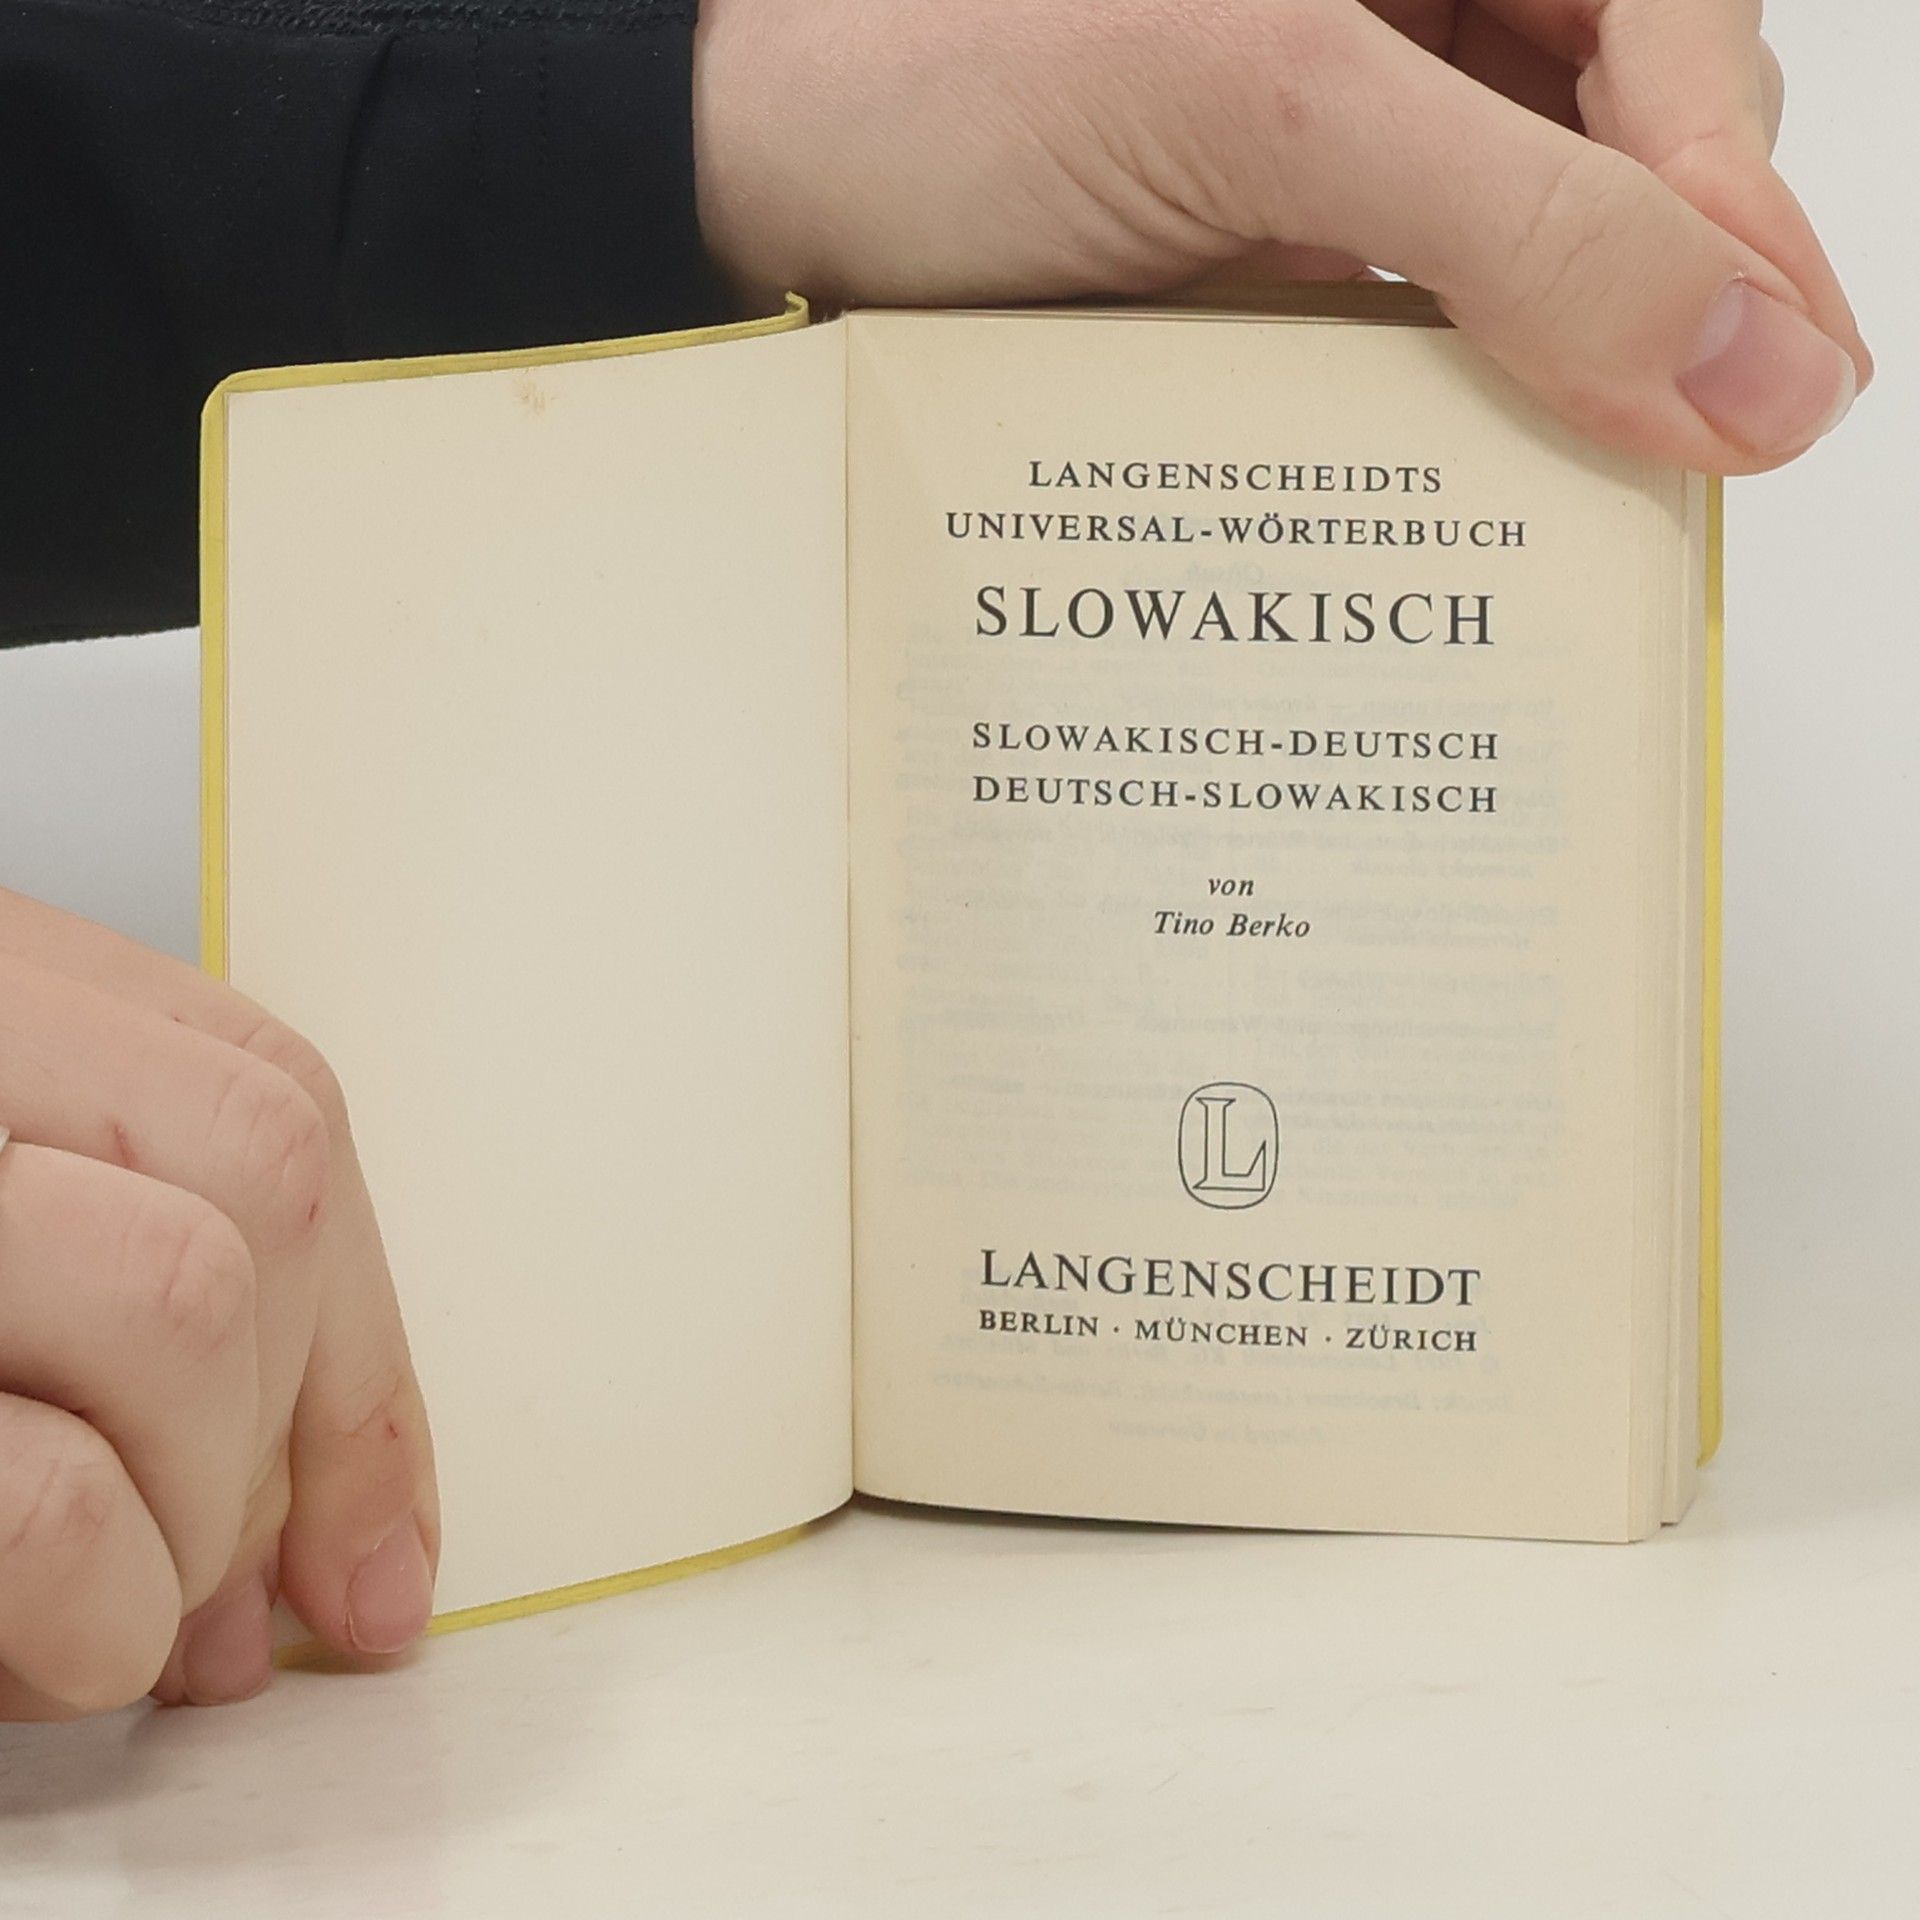 LANGENSCHEIDTS
UNIVERSAL-WÖRTERBUCH
SLOWAKISCH
SLOWAKISCH-DEUTSCH
DEUTSCH-SLOWAKISCH
von
Tino Berko
L
LANGENSCHEIDT
BERLIN · MÜNCHEN · ZÜRICH